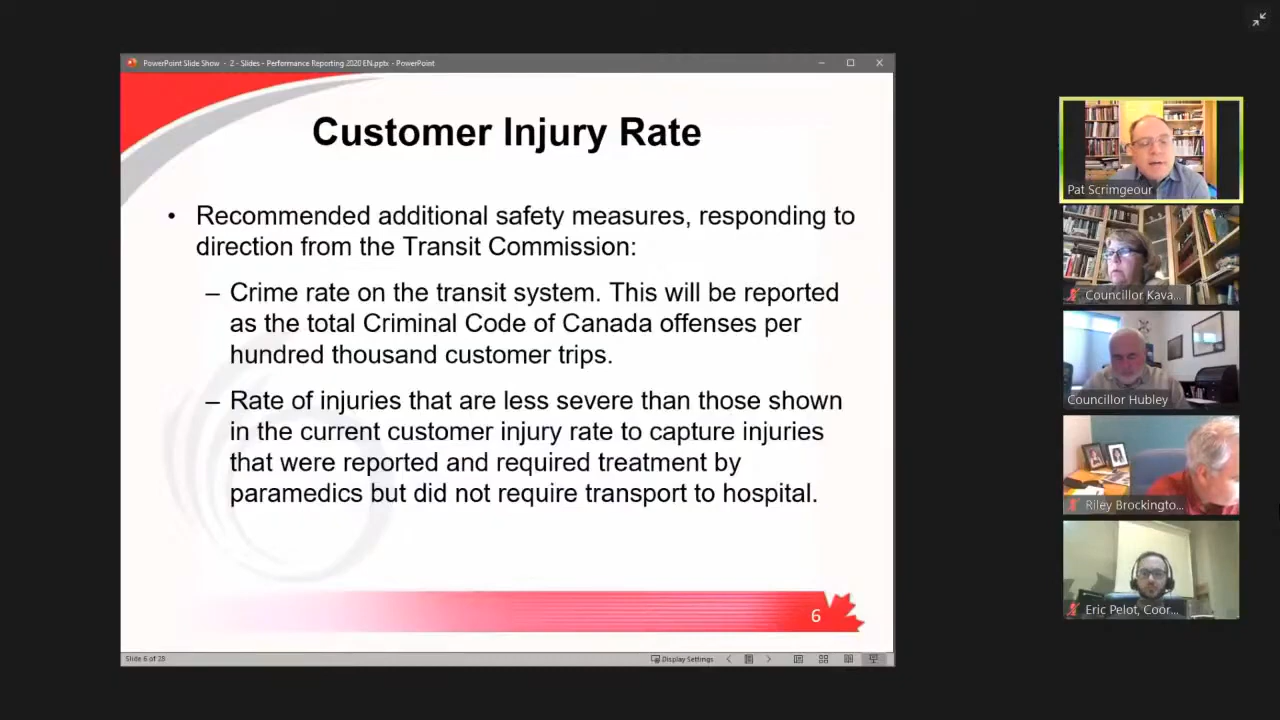 PowerPoint Slide Show - 2 - Slides - Performance Reporting 2020 EN.pptx - PowerPoint
Customer Injury Rate
• Recommended additional safety measures, responding to
direction from the Transit Commission:
– Crime rate on the transit system. This will be reported
as the total Criminal Code of Canada offenses per
hundred thousand customer trips.
– Rate of injuries that are less severe than those shown
in the current customer injury rate to capture injuries
that were reported and required treatment by
paramedics but did not require transport to hospital.
6
Slide 6 of 28
Display Settings
Pat Scrimgeour
Councillor Kava...
Councillor Hubley
Riley Brockingto...
Eric Pelot, Coor...